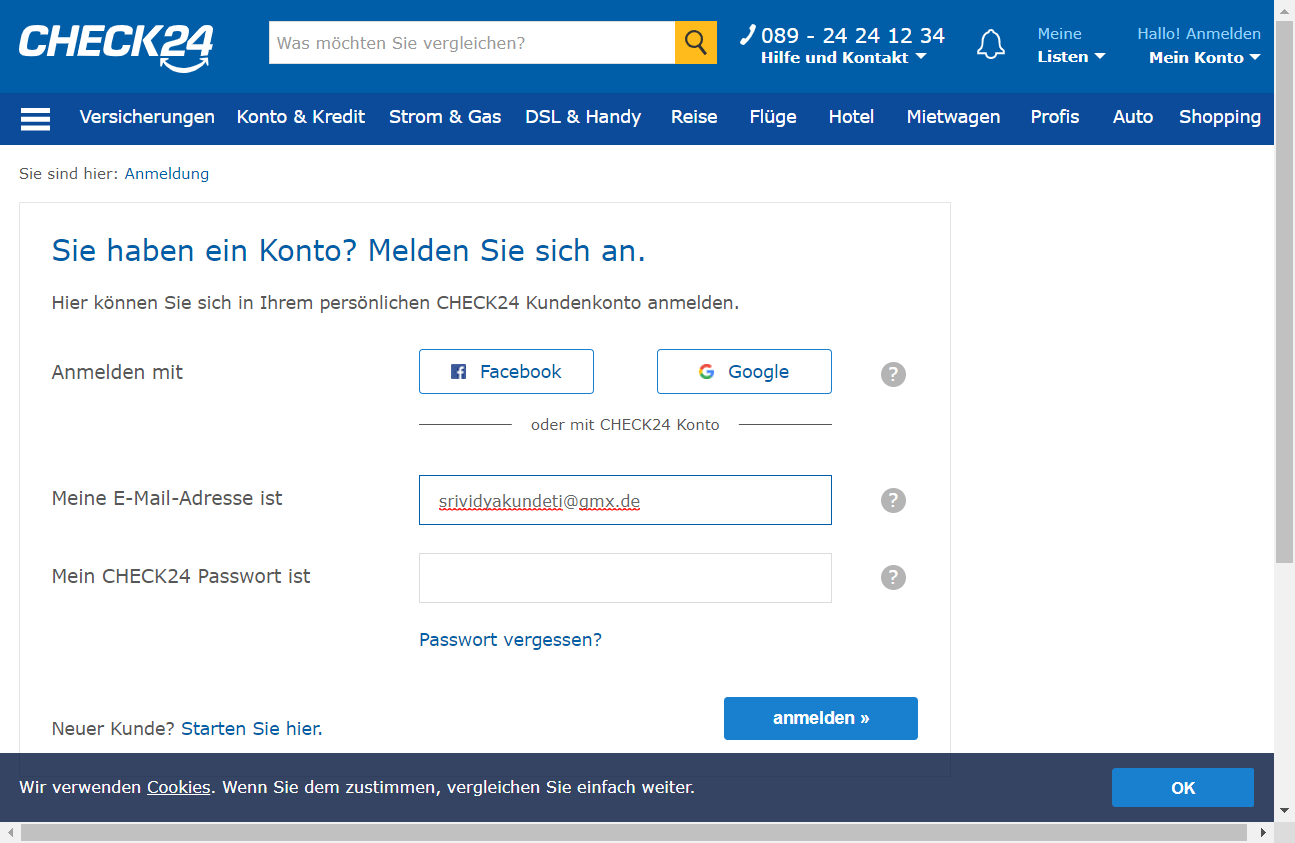 CHECK24
Was möchten Sie vergleichen?
089 - 24 24 12 34
Hilfe und Kontakt
Meine
Listen
Hallo! Anmelden
Mein Konto
Versicherungen Konto & Kredit Strom & Gas DSL & Handy Reise Flüge Hotel Mietwagen Profis Auto Shopping
Sie sind hier: Anmeldung
Sie haben ein Konto? Melden Sie sich an.
Hier können Sie sich in Ihrem persönlichen CHECK24 Kundenkonto anmelden.
Anmelden mit Facebook Google ?
oder mit CHECK24 Konto
Meine E-Mail-Adresse ist srividyakundeti@gmx.de ?
Mein CHECK24 Passwort ist ?
Passwort vergessen?
anmelden »
Neuer Kunde? Starten Sie hier.
Wir verwenden Cookies. Wenn Sie dem zustimmen, vergleichen Sie einfach weiter. OK